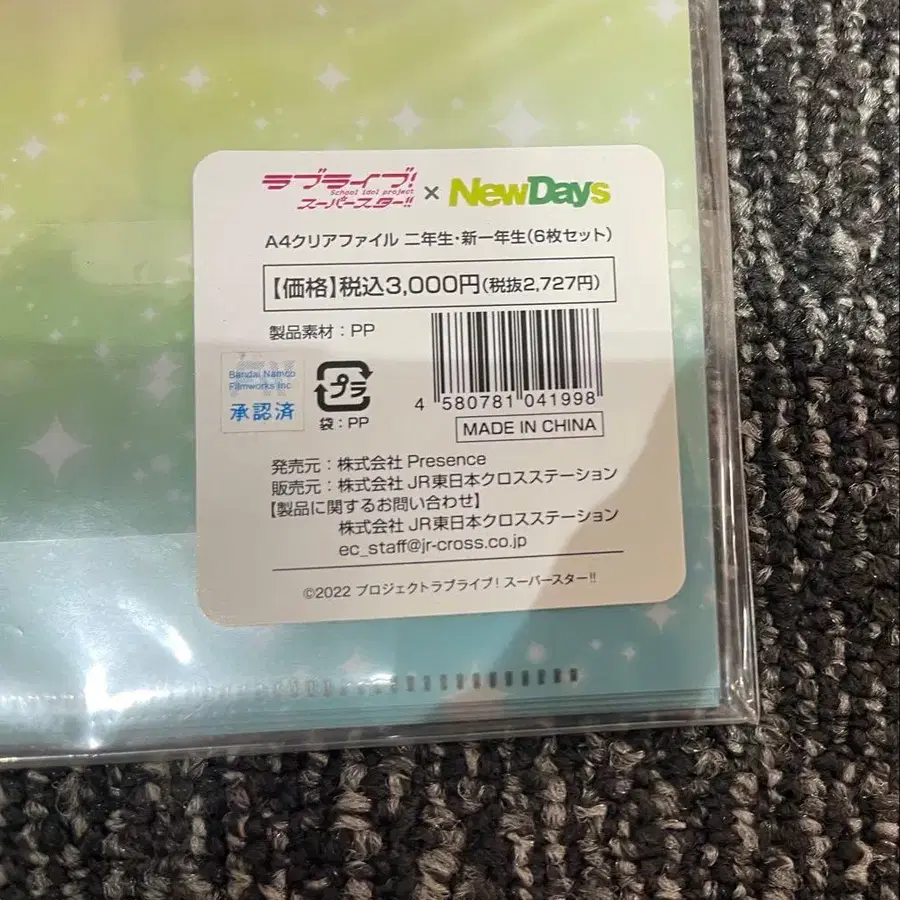 ラブライブ!
School idol project
スーパースター!!
×
NewDays
A4クリアファイル 二年生・新一年生(6枚セット)
【価格】税込3,000円(税抜2,727円)
製品素材：PP
Bandai Namco
Filmworks Inc.
承認済
プラ
袋：PP
4 580781 041998
MADE IN CHINA
発売元：株式会社 Presence
販売元：株式会社 JR東日本クロスステーション
【製品に関するお問い合わせ】
株式会社 JR東日本クロスステーション
ec_staff@jr-cross.co.jp
©2022 プロジェクトラブライブ! スーパースター!!